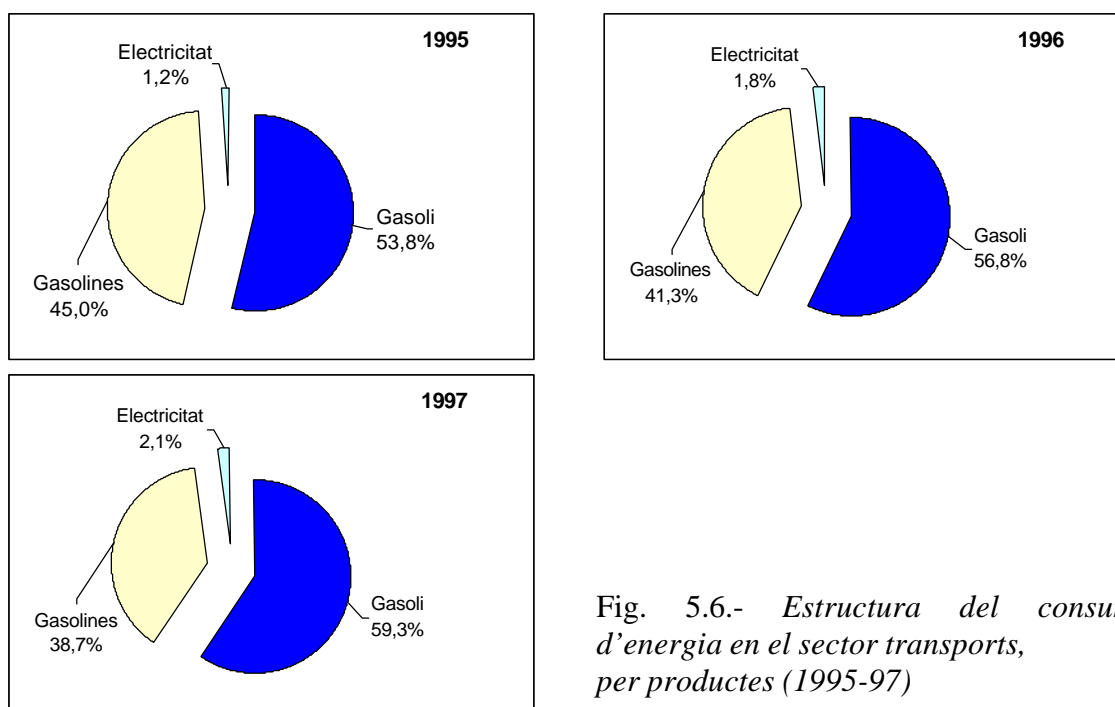 1995
Electricitat
1,2%
Gasoli
53,8%
Gasolines
45,0%
1996
Electricitat
1,8%
Gasoli
56,8%
Gasolines
41,3%
1997
Electricitat
2,1%
Gasoli
59,3%
Gasolines
38,7%
Fig. 5.6.- Estructura del
d’energia en el sector transports,
per productes (1995-97)